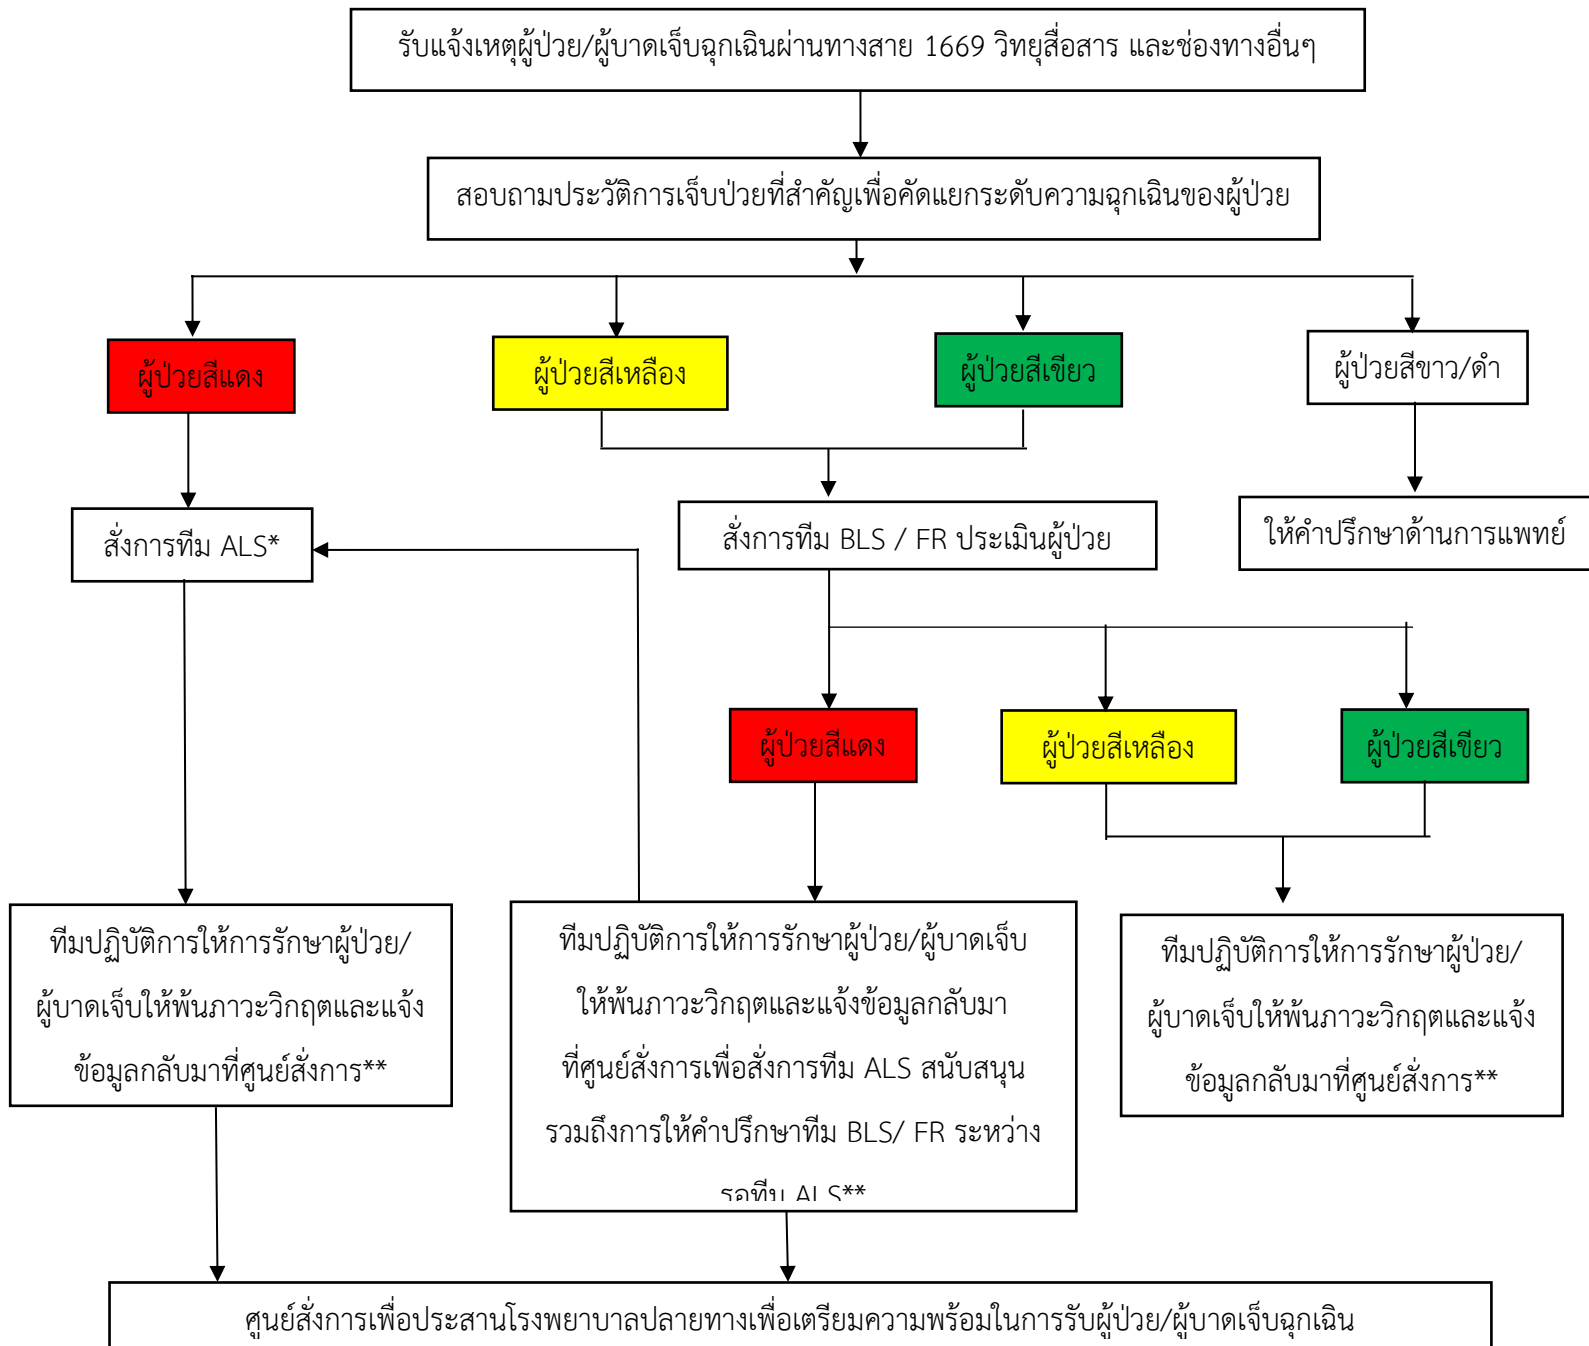 รับแจ้งเหตุผู้ป่วย/ผู้บาดเจ็บฉุกเฉินผ่านทางสาย 1669 วิทยุสื่อสาร และช่องทางอื่นๆ
สอบถามประวัติการเจ็บป่วยที่สำคัญเพื่อคัดแยกระดับความฉุกเฉินของผู้ป่วย
ผู้ป่วยสีแดง
ผู้ป่วยสีเหลือง
ผู้ป่วยสีเขียว
ผู้ป่วยสีขาว/ดำ
สั่งการทีม ALS*
สั่งการทีม BLS / FR ประเมินผู้ป่วย
ให้คำปรึกษาด้านการแพทย์
ผู้ป่วยสีแดง
ผู้ป่วยสีเหลือง
ผู้ป่วยสีเขียว
ทีมปฏิบัติการให้การรักษาผู้ป่วย/
ผู้บาดเจ็บให้พ้นภาวะวิกฤตและแจ้ง
ข้อมูลกลับมาที่ศูนย์สั่งการ**
ทีมปฏิบัติการให้การรักษาผู้ป่วย/ผู้บาดเจ็บ
ให้พ้นภาวะวิกฤตและแจ้งข้อมูลกลับมา
ที่ศูนย์สั่งการเพื่อสั่งการทีม ALS สนับสนุน
รวมถึงการให้คำปรึกษาทีม BLS/ FR ระหว่าง
รอทีม ALS**
ทีมปฏิบัติการให้การรักษาผู้ป่วย/
ผู้บาดเจ็บให้พ้นภาวะวิกฤตและแจ้ง
ข้อมูลกลับมาที่ศูนย์สั่งการ**
ศูนย์สั่งการเพื่อประสานโรงพยาบาลปลายทางเพื่อเตรียมความพร้อมในการรับผู้ป่วย/ผู้บาดเจ็บฉุกเฉิน